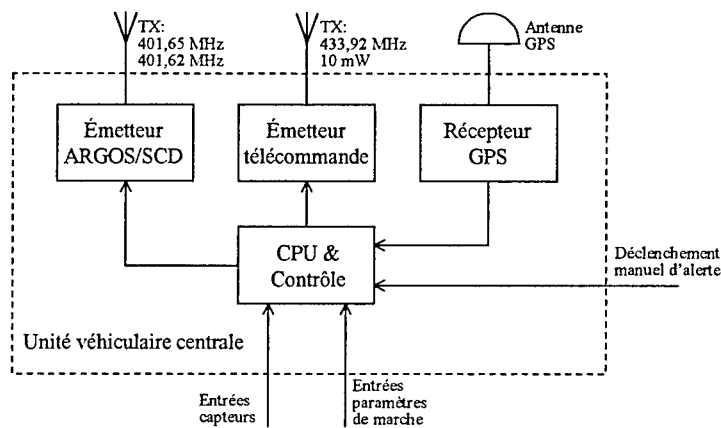 TX:
401,65 MHz
401,62 MHz
TX:
433,92 MHz
10 mW
Antenne
GPS
Émetteur
ARGOS/SCD
Émetteur
télécommande
Récepteur
GPS
CPU &
Contrôle
Déclenchement
manuel d'alerte
Unité véhiculaire centrale
Entrées
capteurs
Entrées
paramètres
de marche